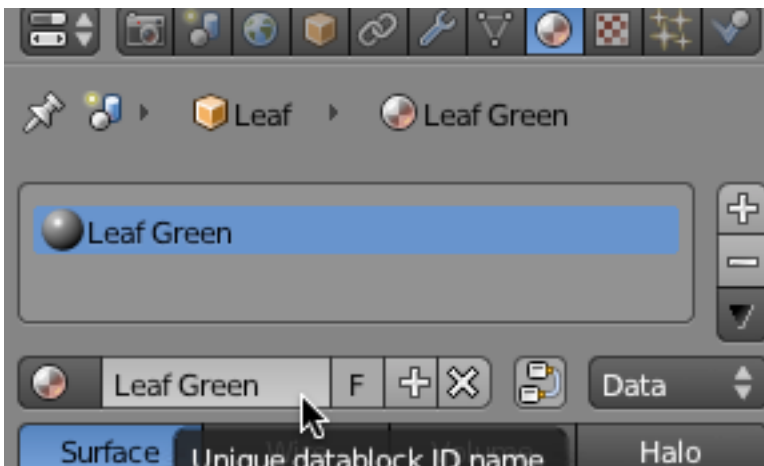 Leaf Leaf Green
Leaf Green
Leaf Green F Data
Surface Halo
Unique datablock ID name